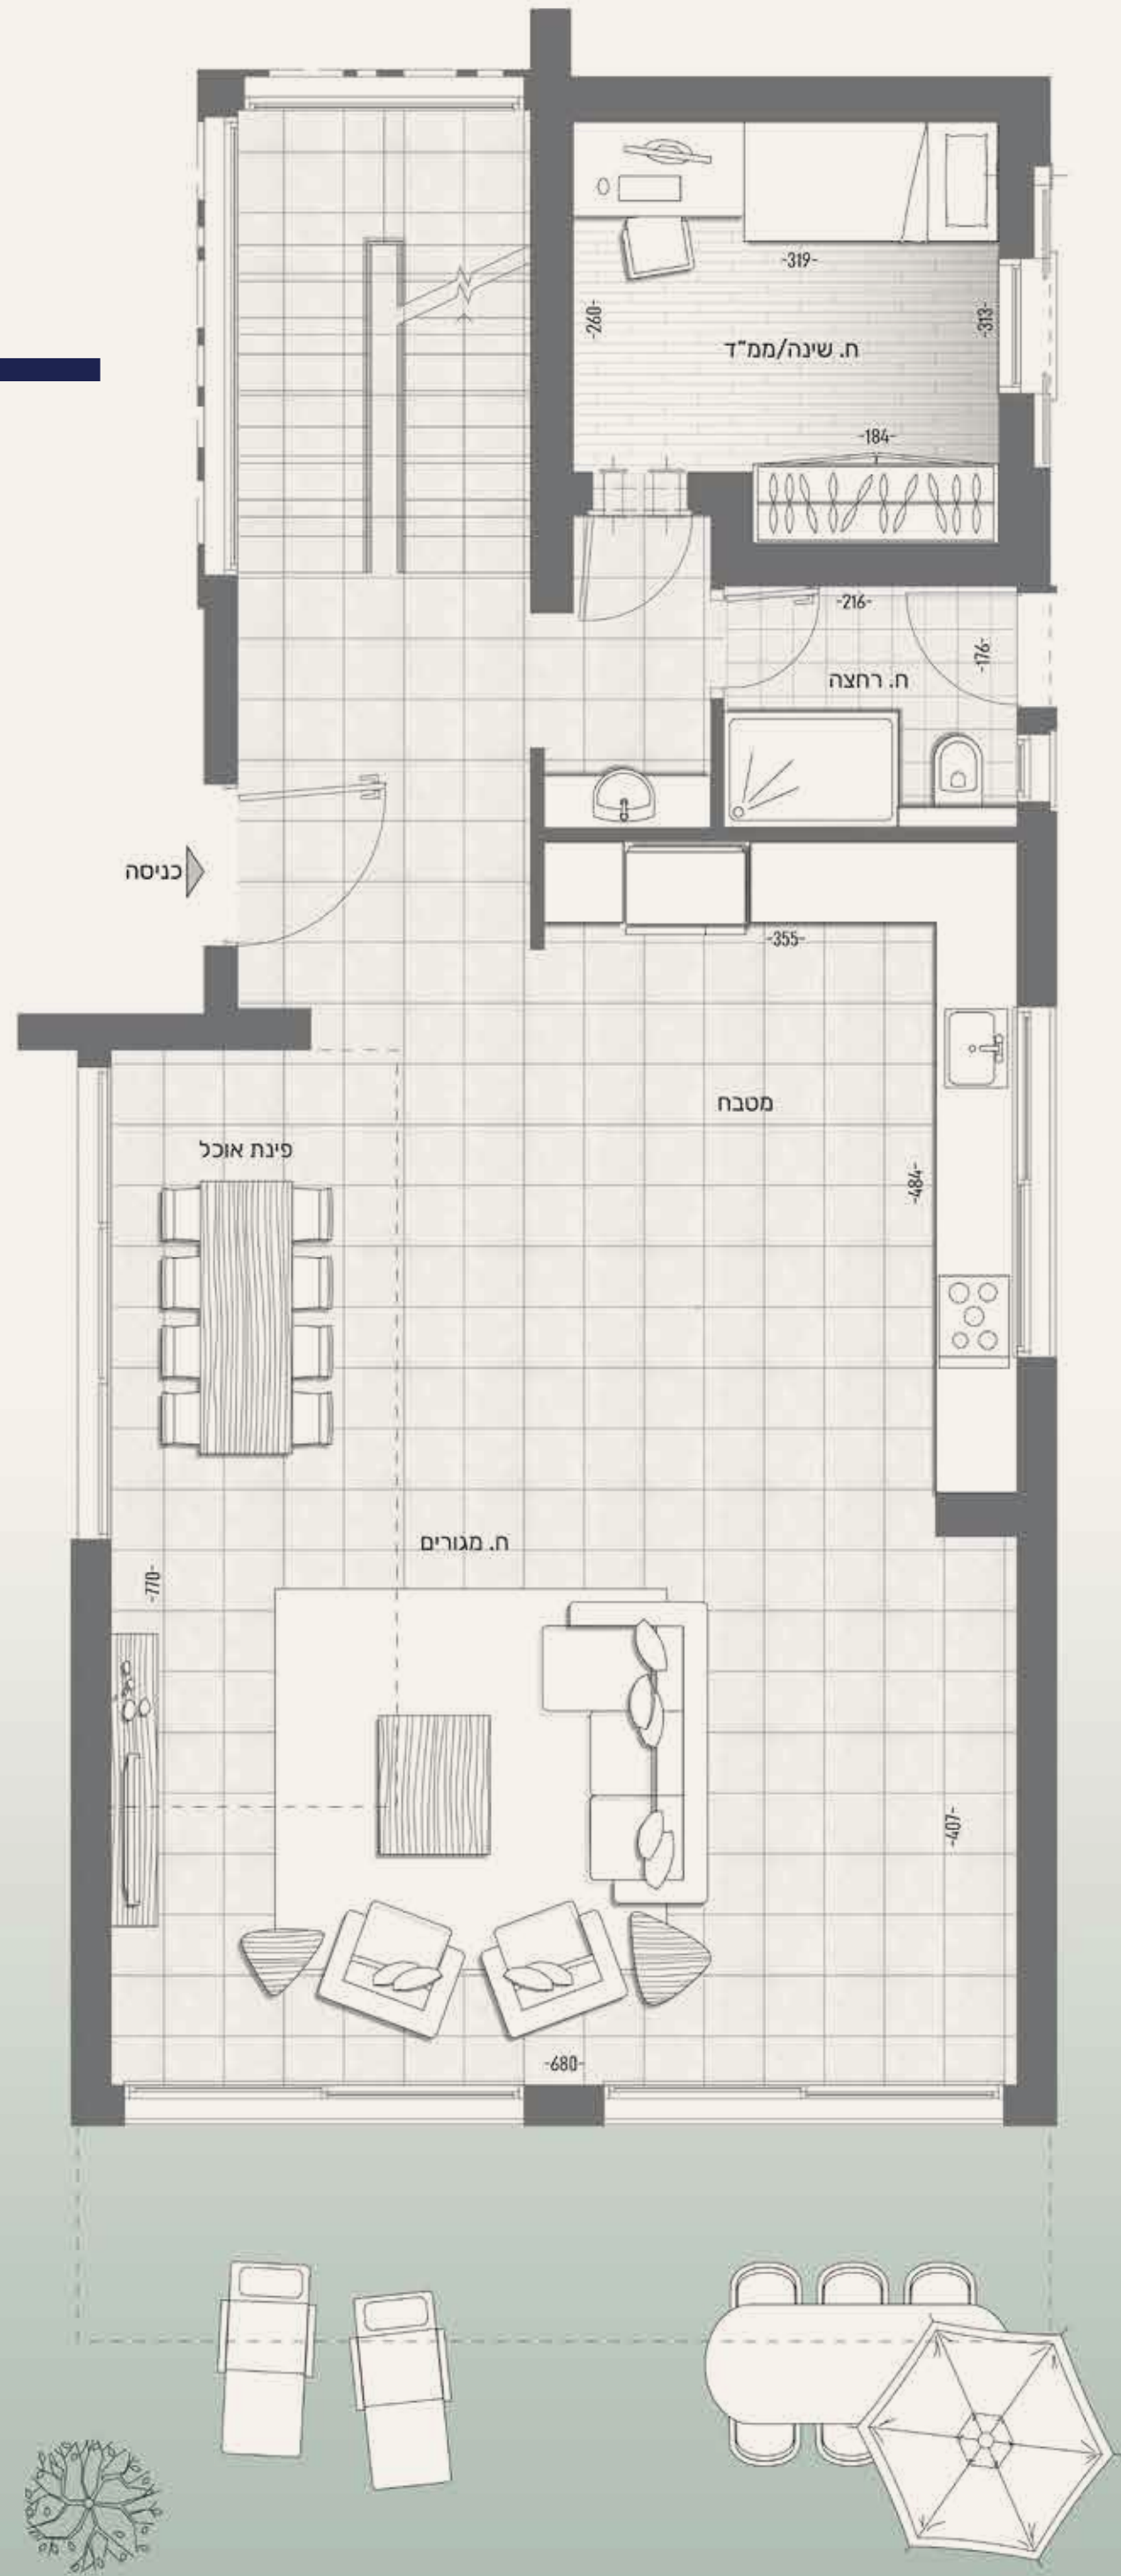 -319-
-260-
-313-
ח. שינה/ממ"ד
-184-
-216-
-176-
ח. רחצה
כניסה
-355-
מטבח
פינת אוכל
-484-
ח. מגורים
-770-
-407-
-680-